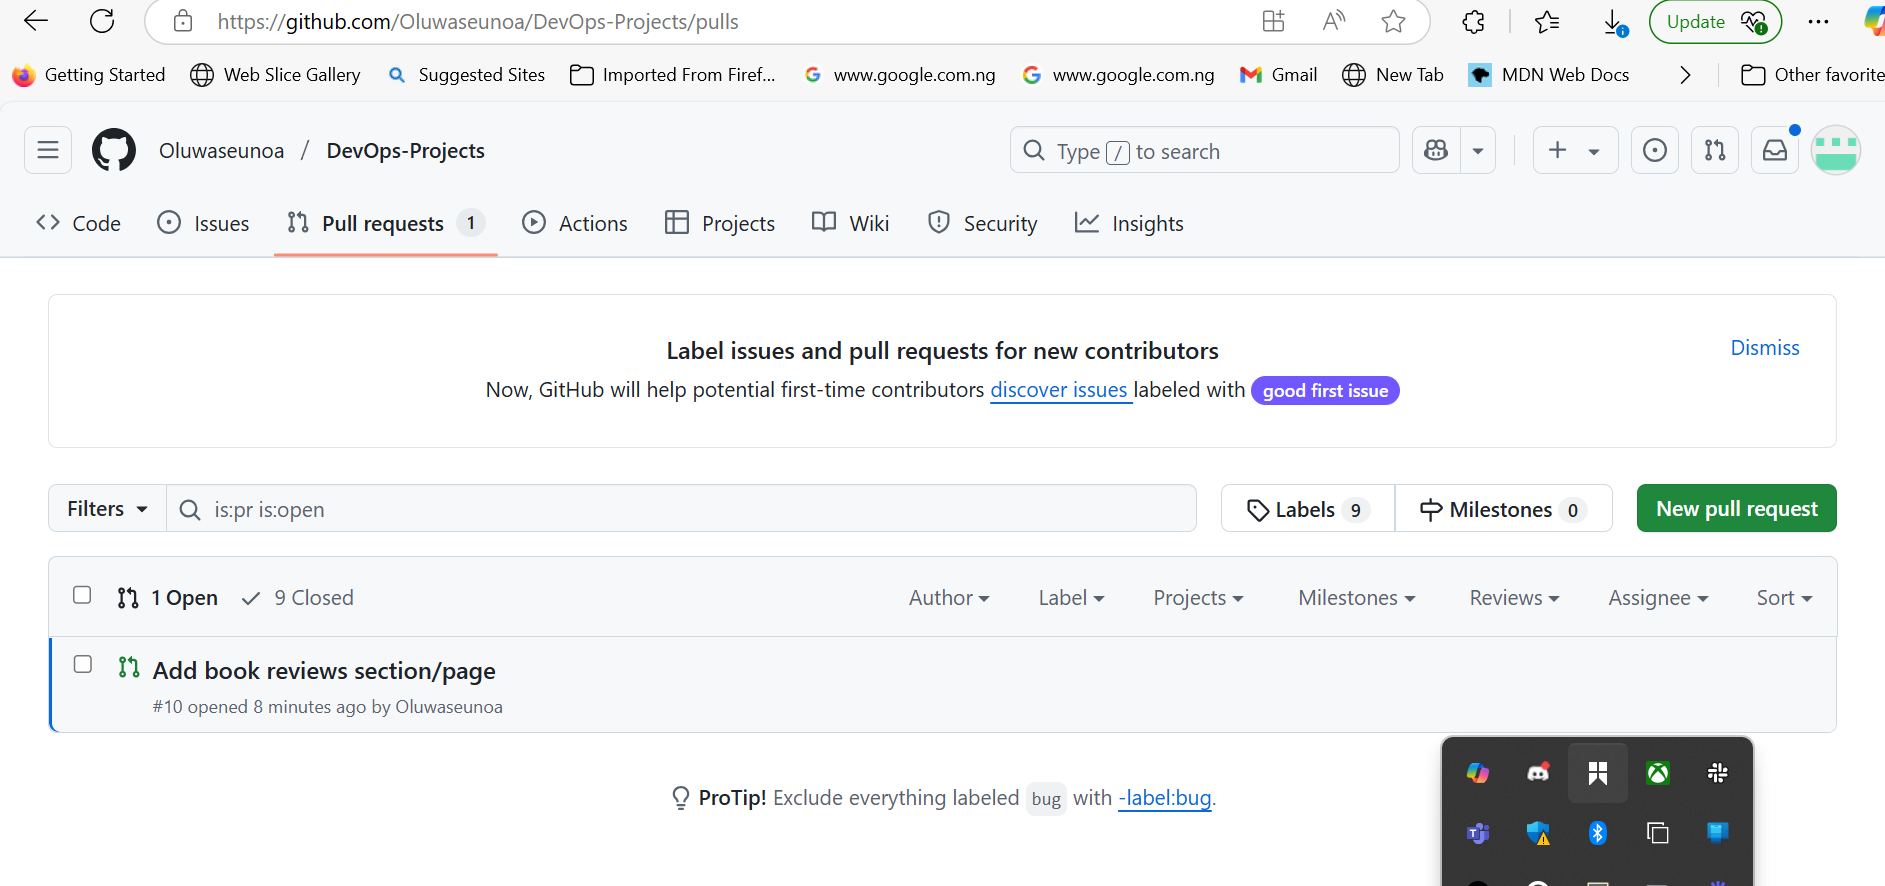 https://github.com/Oluwaseunoa/DevOps-Projects/pulls
Update
Getting Started Web Slice Gallery Suggested Sites Imported From Firef... www.google.com.ng www.google.com.ng Gmail New Tab MDN Web Docs Other favorite
Oluwaseunoa / DevOps-Projects
Type / to search
Code Issues Pull requests 1 Actions Projects Wiki Security Insights
Label issues and pull requests for new contributors
Dismiss
Now, GitHub will help potential first-time contributors discover issues labeled with good first issue
Filters is:pr is:open Labels 9 Milestones 0 New pull request
1 Open 9 Closed Author Label Projects Milestones Reviews Assignee Sort
Add book reviews section/page
#10 opened 8 minutes ago by Oluwaseunoa
ProTip! Exclude everything labeled bug with -label:bug.